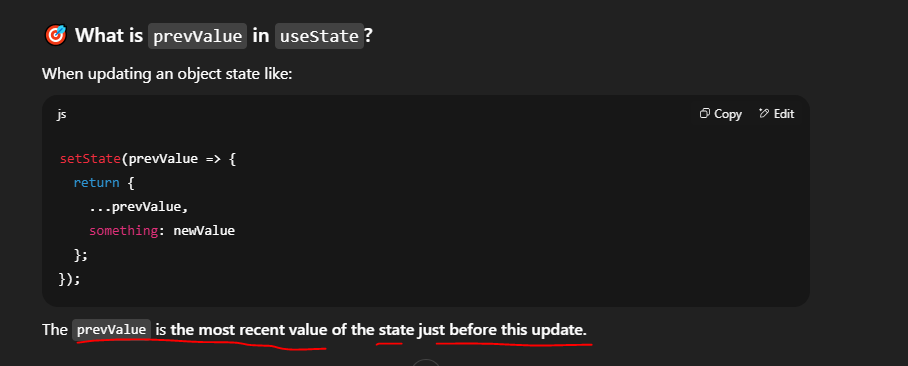 🎯 What is prevValue in useState?
When updating an object state like:
js Copy Edit
setState(prevValue => {
  return {
    ...prevValue,
    something: newValue
  };
});
The prevValue is the most recent value of the state just before this update.